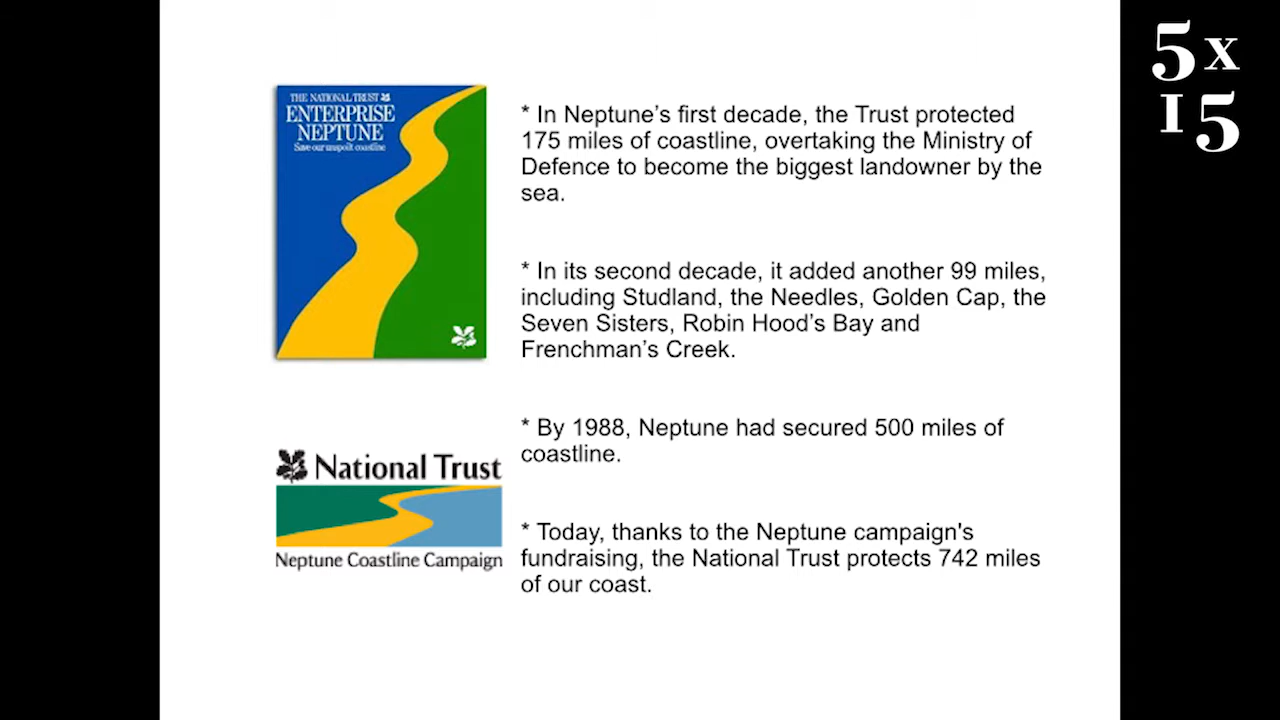 THE NATIONAL TRUST
ENTERPRISE
NEPTUNE
Save our unspoilt coastline
* In Neptune’s first decade, the Trust protected
175 miles of coastline, overtaking the Ministry of
Defence to become the biggest landowner by the
sea.
* In its second decade, it added another 99 miles,
including Studland, the Needles, Golden Cap, the
Seven Sisters, Robin Hood’s Bay and
Frenchman’s Creek.
* By 1988, Neptune had secured 500 miles of
coastline.
* Today, thanks to the Neptune campaign's
fundraising, the National Trust protects 742 miles
of our coast.
National Trust
Neptune Coastline Campaign
5x
15